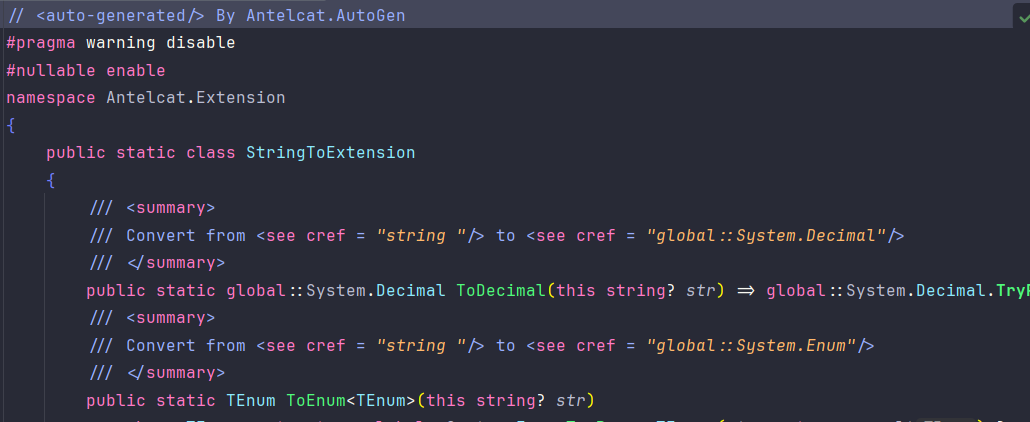 // <auto-generated/> By Antelcat.AutoGen
#pragma warning disable
#nullable enable
namespace Antelcat.Extension
{
public static class StringToExtension
{
/// <summary>
/// Convert from <see cref = "string "/> to <see cref = "global::System.Decimal"/>
/// </summary>
public static global::System.Decimal ToDecimal(this string? str) => global::System.Decimal.
/// <summary>
/// Convert from <see cref = "string "/> to <see cref = "global::System.Enum"/>
/// </summary>
public static TEnum ToEnum<TEnum>(this string? str)